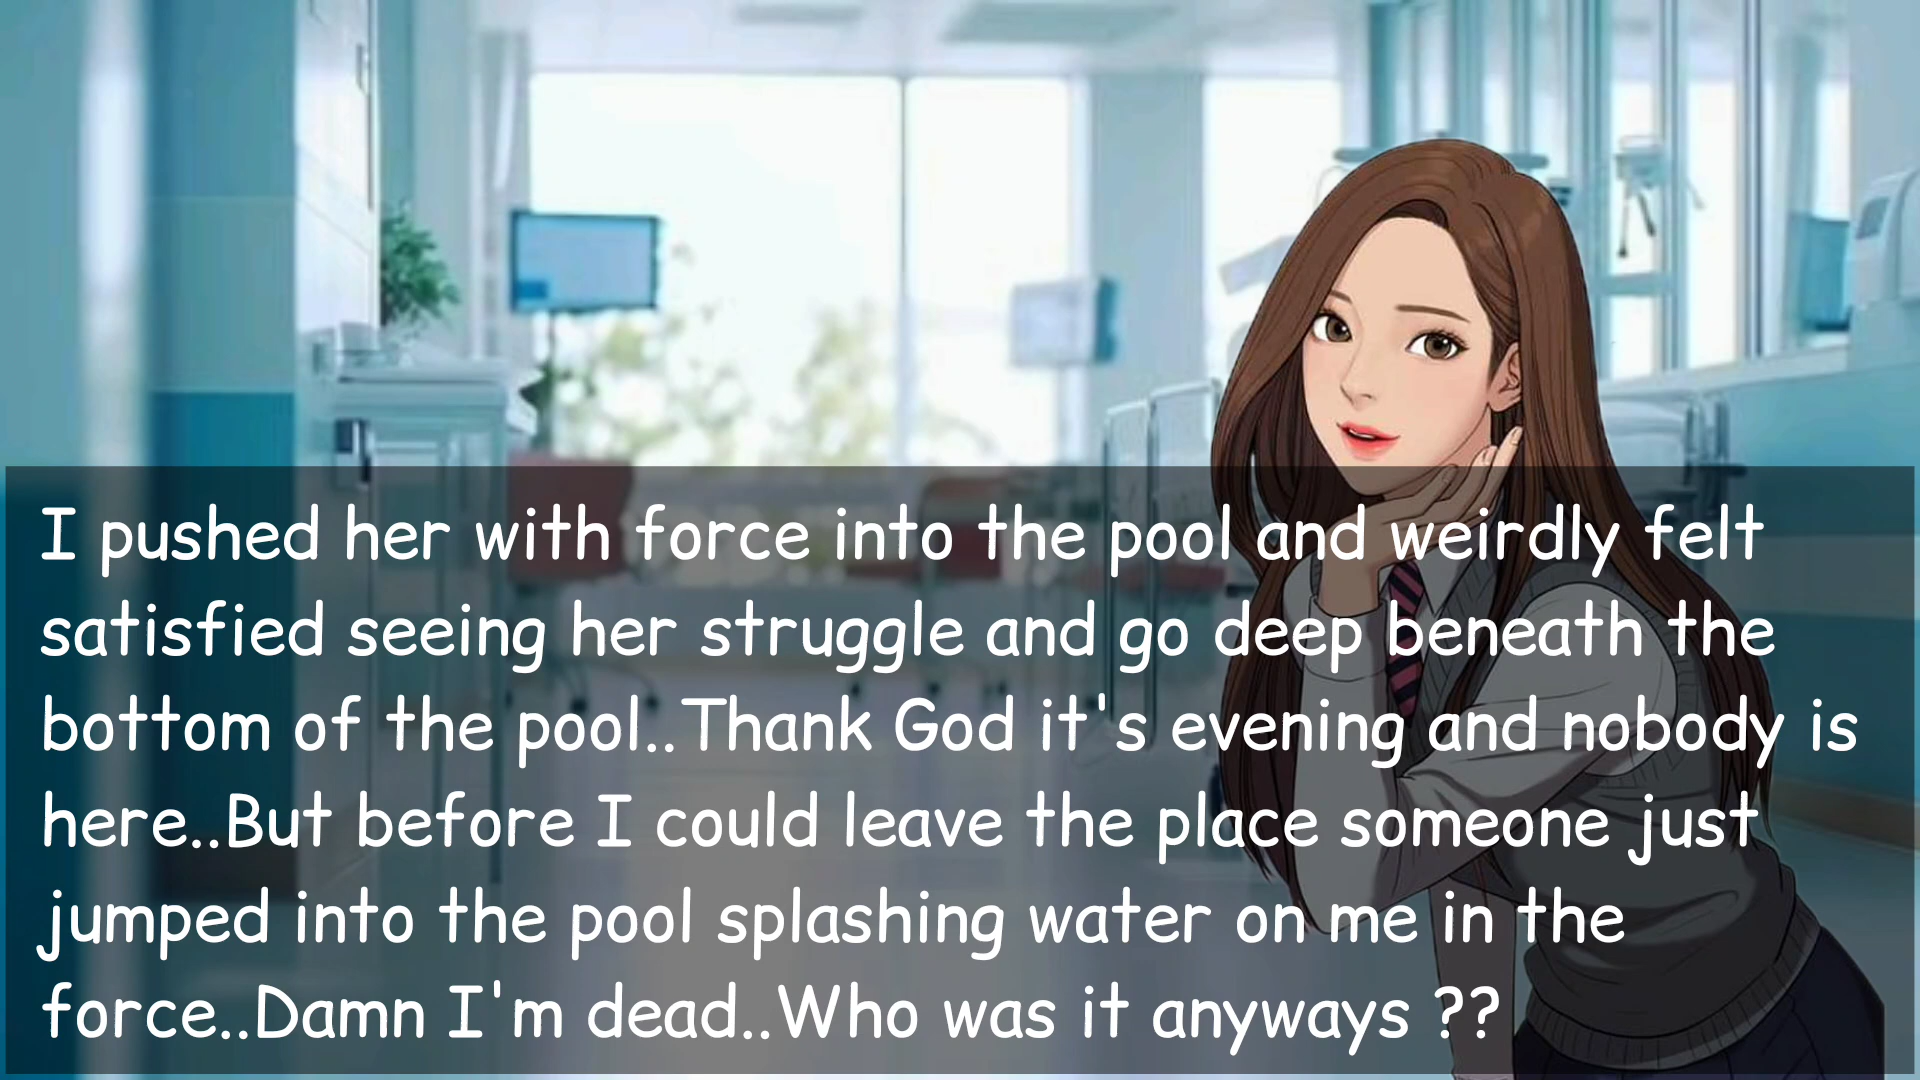 I pushed her with force into the pool and weirdly felt
satisfied seeing her struggle and go deep beneath the
bottom of the pool..Thank God it's evening and nobody is
here..But before I could leave the place someone just
jumped into the pool splashing water on me in the
force..Damn I'm dead..Who was it anyways ??